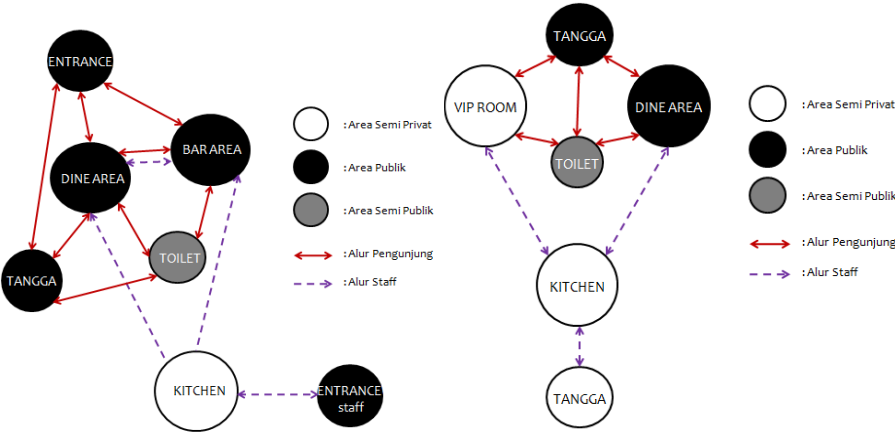 ENTRANCE
BAR AREA
DINE AREA
TOILET
TANGGA
KITCHEN
ENTRANCE
staff
: Area Semi Privat
: Area Publik
: Area Semi Publik
: Alur Pengunjung
: Alur Staff
TANGGA
VIP ROOM
DINE AREA
TOILET
KITCHEN
TANGGA
: Area Semi Privat
: Area Publik
: Area Semi Publik
: Alur Pengunjung
: Alur Staff